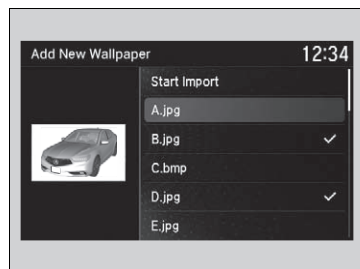 Add New Wallpaper
12:34
Start Import
A.jpg
B.jpg
C.bmp
D.jpg
E.jpg